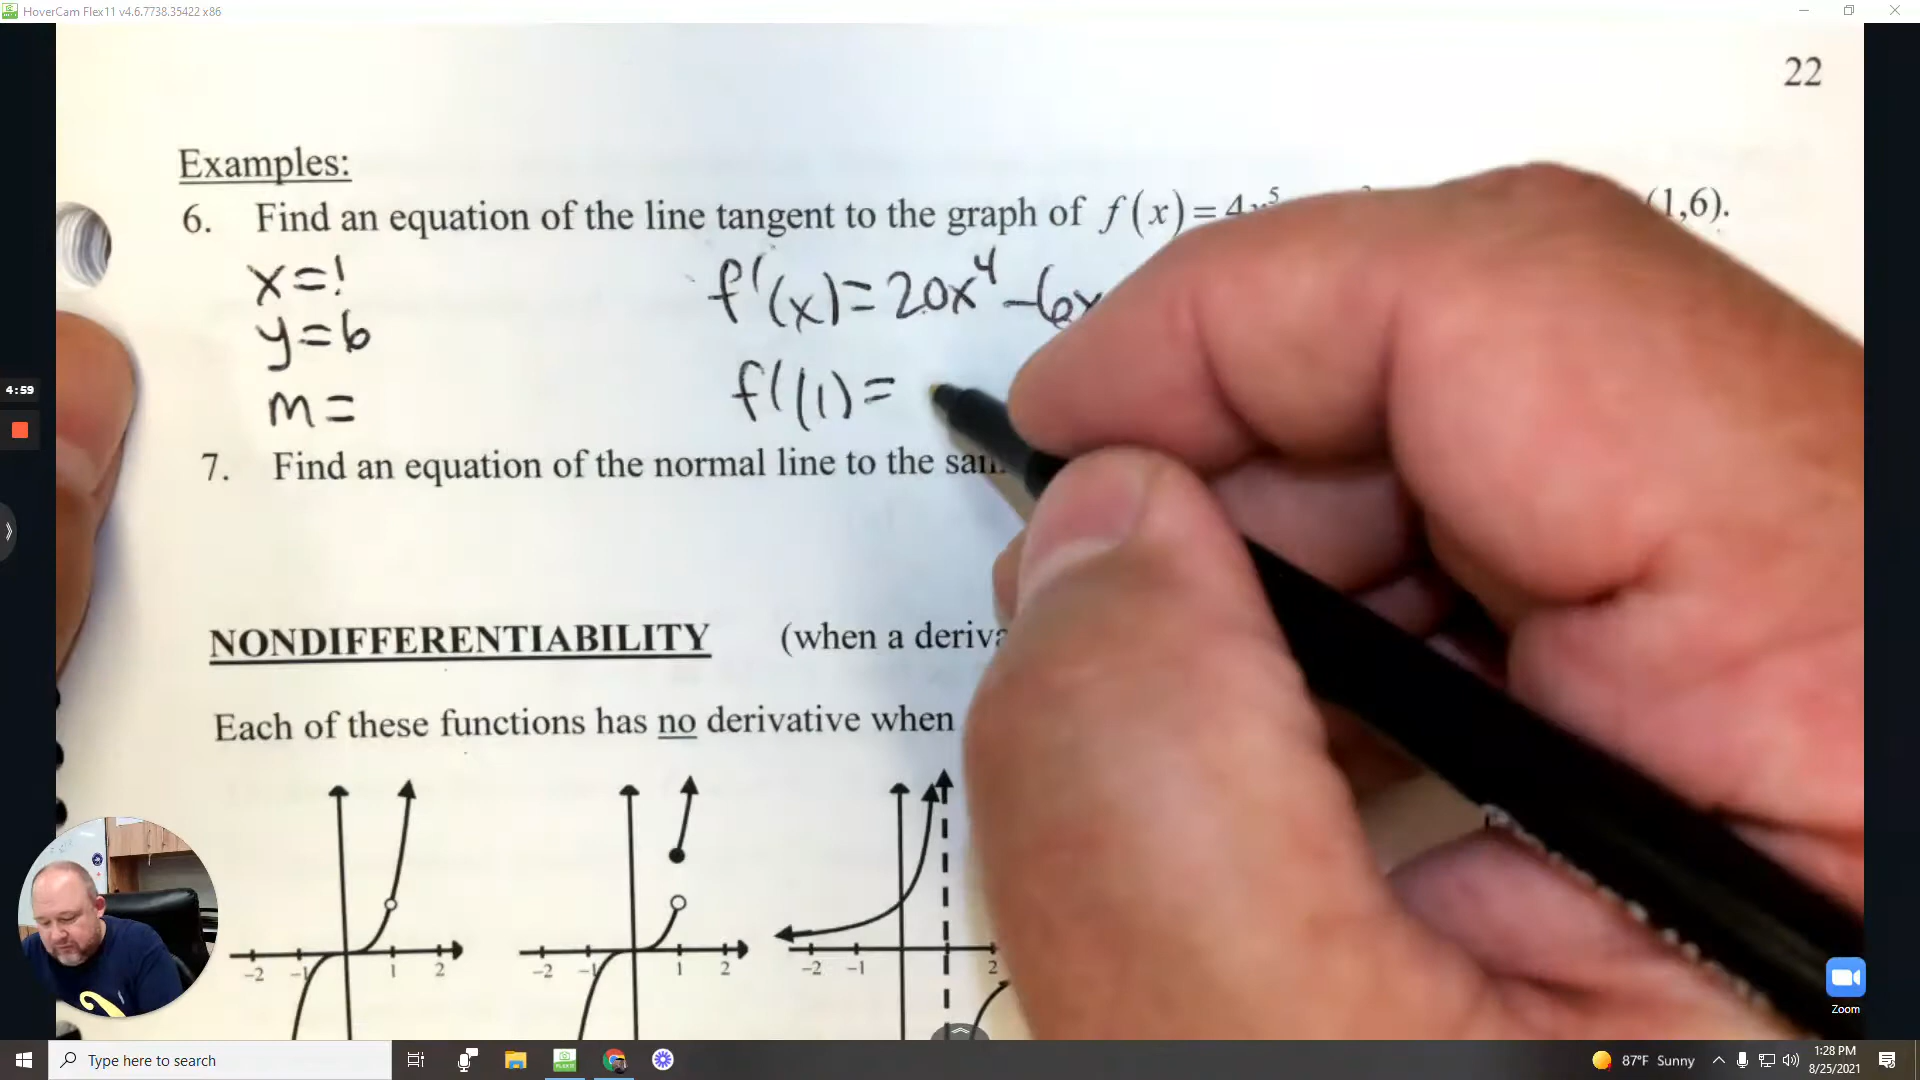 HoverCam Flex11 v4.6.7738.35422 x86
22
Examples:
6. Find an equation of the line tangent to the graph of f(x)=4x⁵ (1,6).
x=1
f'(x)=20x⁴-6x
y=6
4:59
f'(1)=
m=
7. Find an equation of the normal line to the
NONDIFFERENTIABILITY (when a
Each of these functions has no derivative when
-2 -1 1 2
-2 -1 1 2
-2 -1 2
Zoom
Type here to search
87°F Sunny
1:28 PM
8/25/2021